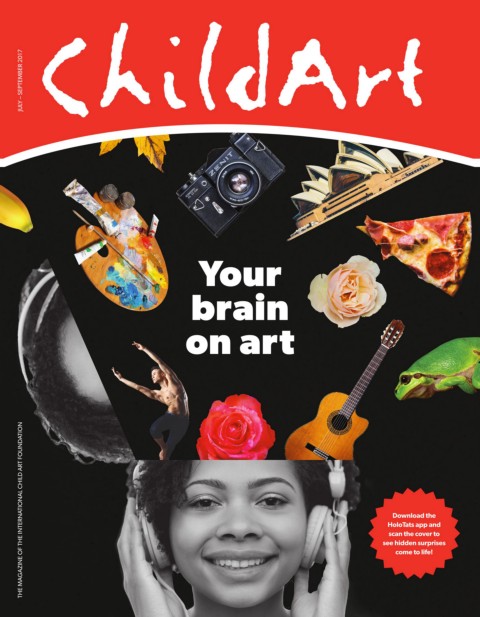 JULY – SEPTEMBER 2017
ChildArt
ZENIT
Your
brain
on art
THE MAGAZINE OF THE INTERNATIONAL CHILD ART FOUNDATION
Download the
HoloTats app and
scan the cover to
see hidden surprises
come to life!